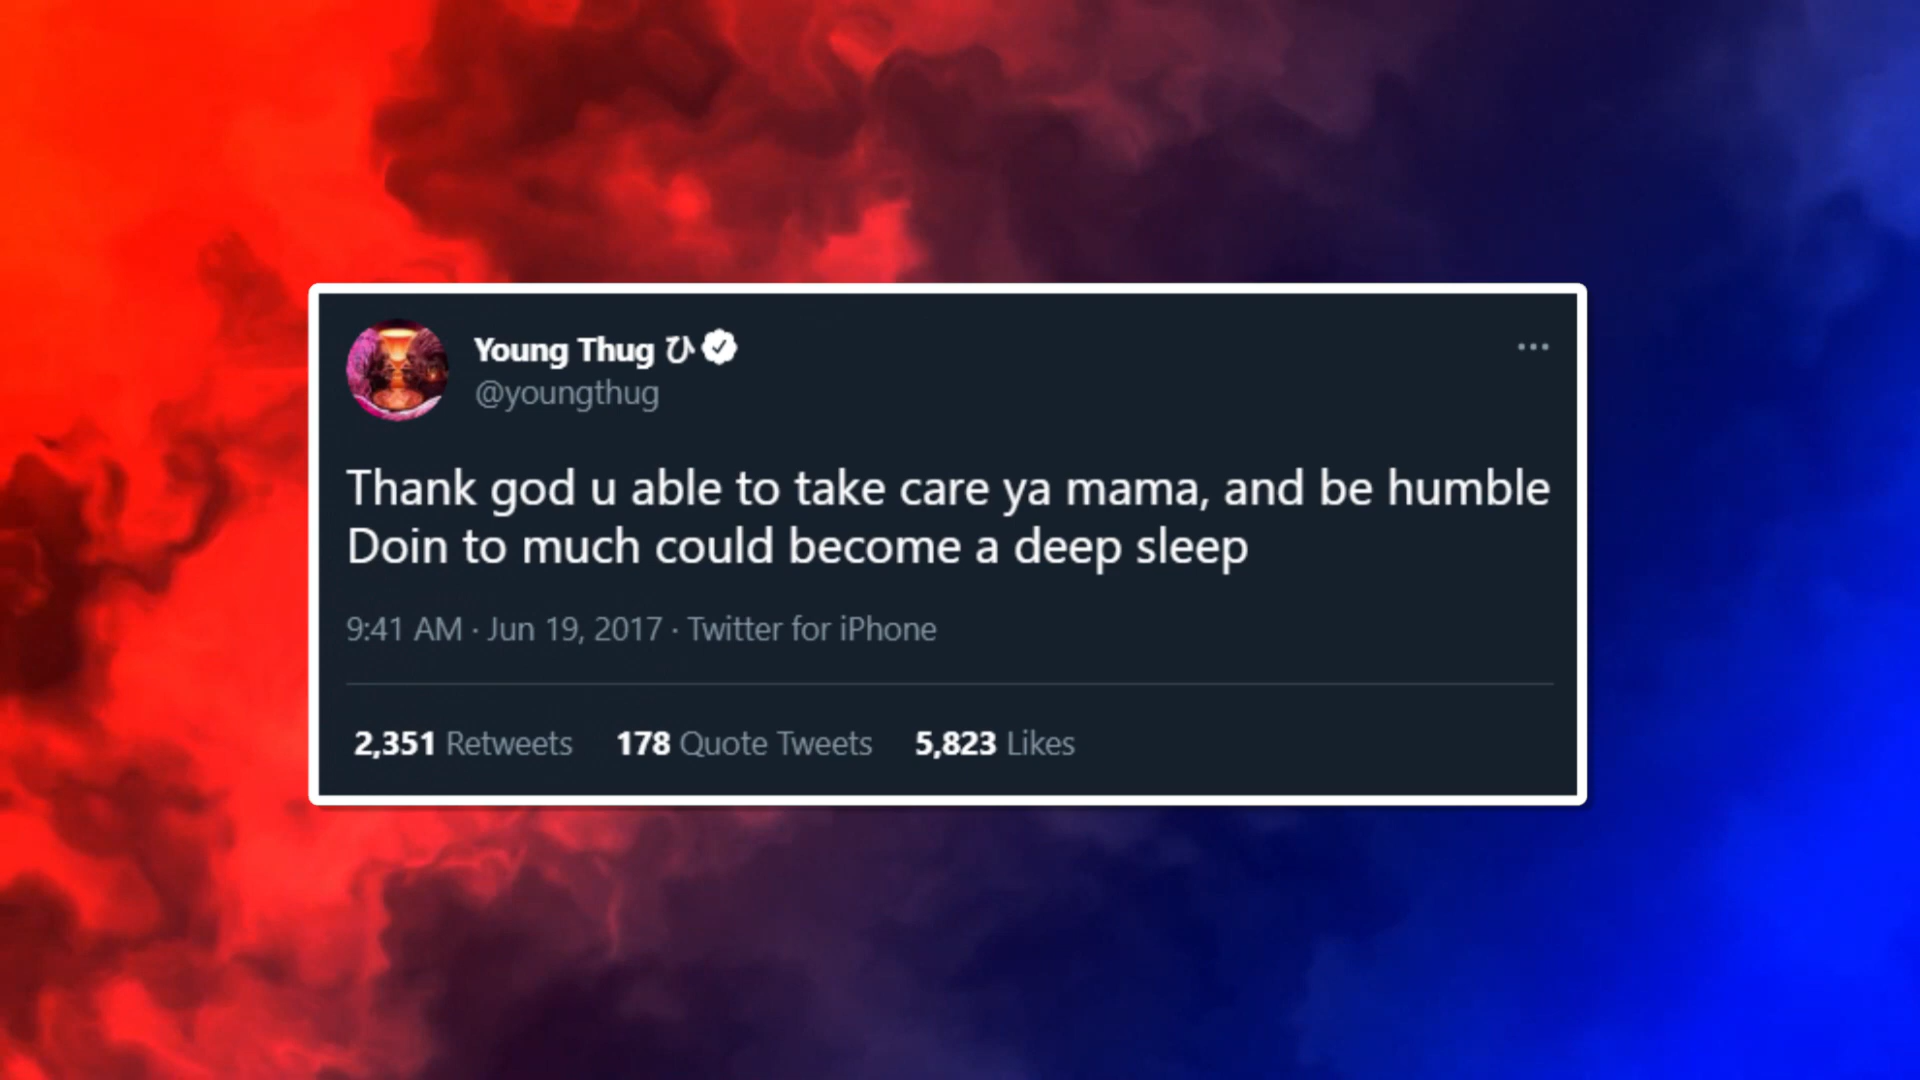 Young Thug ひ
@youngthug
Thank god u able to take care ya mama, and be humble
Doin to much could become a deep sleep
9:41 AM · Jun 19, 2017 · Twitter for iPhone
2,351 Retweets 178 Quote Tweets 5,823 Likes